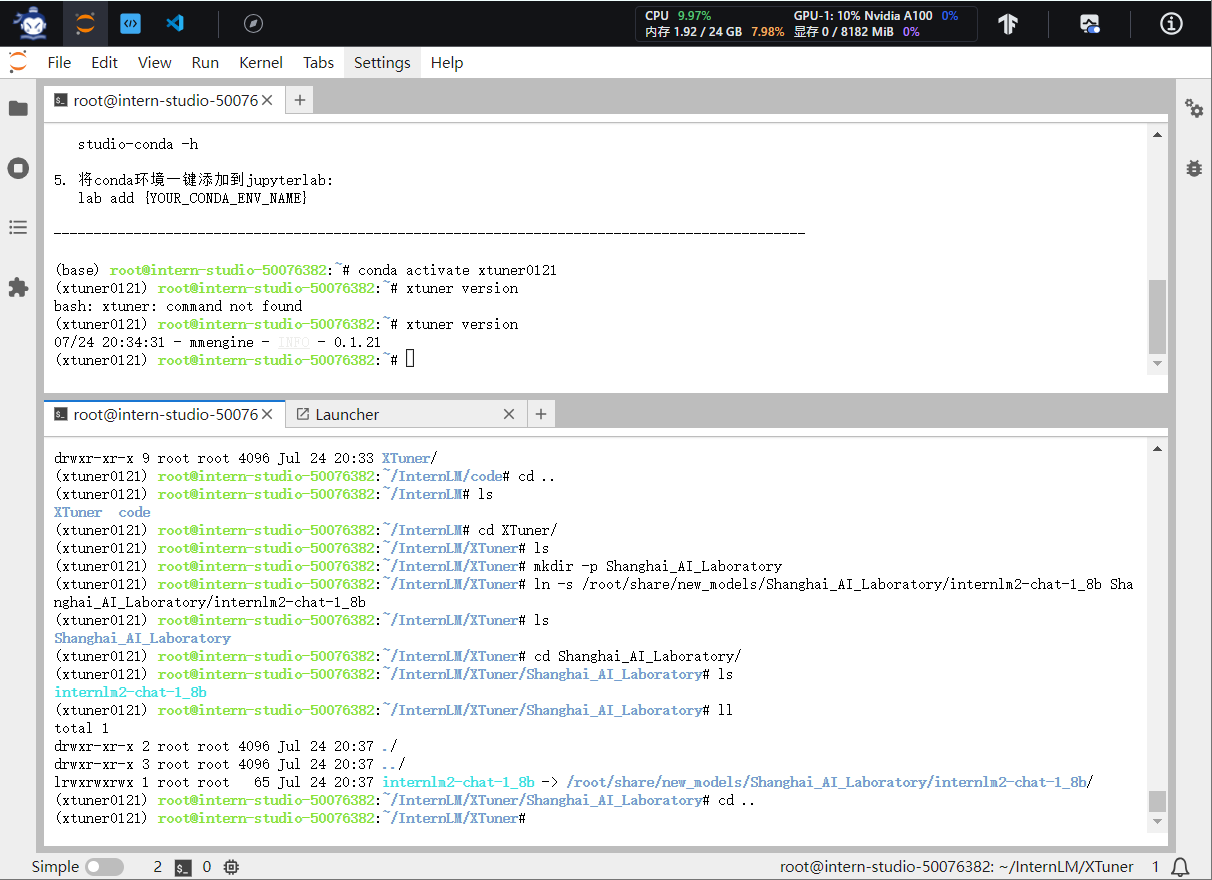 CPU 9.97% GPU-1: 10% Nvidia A100 0%
内存 1.92 / 24 GB 7.98% 显存 0 / 8182 MiB 0%
File Edit View Run Kernel Tabs Settings Help
root@intern-studio-50076
studio-conda -h
5. 将conda环境一键添加到jupyterlab:
lab add {YOUR_CONDA_ENV_NAME}
----------------------------------------------------------------------------------------------
(base) root@intern-studio-50076382:~# conda activate xtuner0121
(xtuner0121) root@intern-studio-50076382:~# xtuner version
bash: xtuner: command not found
(xtuner0121) root@intern-studio-50076382:~# xtuner version
07/24 20:34:31 - mmengine - INFO - 0.1.21
(xtuner0121) root@intern-studio-50076382:~#
root@intern-studio-50076 Launcher
drwxr-xr-x 9 root root 4096 Jul 24 20:33 XTuner/
(xtuner0121) root@intern-studio-50076382:~/InternLM/code# cd ..
(xtuner0121) root@intern-studio-50076382:~/InternLM# ls
XTuner code
(xtuner0121) root@intern-studio-50076382:~/InternLM# cd XTuner/
(xtuner0121) root@intern-studio-50076382:~/InternLM/XTuner# ls
(xtuner0121) root@intern-studio-50076382:~/InternLM/XTuner# mkdir -p Shanghai_AI_Laboratory
(xtuner0121) root@intern-studio-50076382:~/InternLM/XTuner# ln -s /root/share/new_models/Shanghai_AI_Laboratory/internlm2-chat-1_8b Sha
nghai_AI_Laboratory/internlm2-chat-1_8b
(xtuner0121) root@intern-studio-50076382:~/InternLM/XTuner# ls
Shanghai_AI_Laboratory
(xtuner0121) root@intern-studio-50076382:~/InternLM/XTuner# cd Shanghai_AI_Laboratory/
(xtuner0121) root@intern-studio-50076382:~/InternLM/XTuner/Shanghai_AI_Laboratory# ls
internlm2-chat-1_8b
(xtuner0121) root@intern-studio-50076382:~/InternLM/XTuner/Shanghai_AI_Laboratory# ll
total 1
drwxr-xr-x 2 root root 4096 Jul 24 20:37 ./
drwxr-xr-x 3 root root 4096 Jul 24 20:37 ../
lrwxrwxrwx 1 root root 65 Jul 24 20:37 internlm2-chat-1_8b -> /root/share/new_models/Shanghai_AI_Laboratory/internlm2-chat-1_8b/
(xtuner0121) root@intern-studio-50076382:~/InternLM/XTuner/Shanghai_AI_Laboratory# cd ..
(xtuner0121) root@intern-studio-50076382:~/InternLM/XTuner#
Simple 2 0 root@intern-studio-50076382: ~/InternLM/XTuner 1